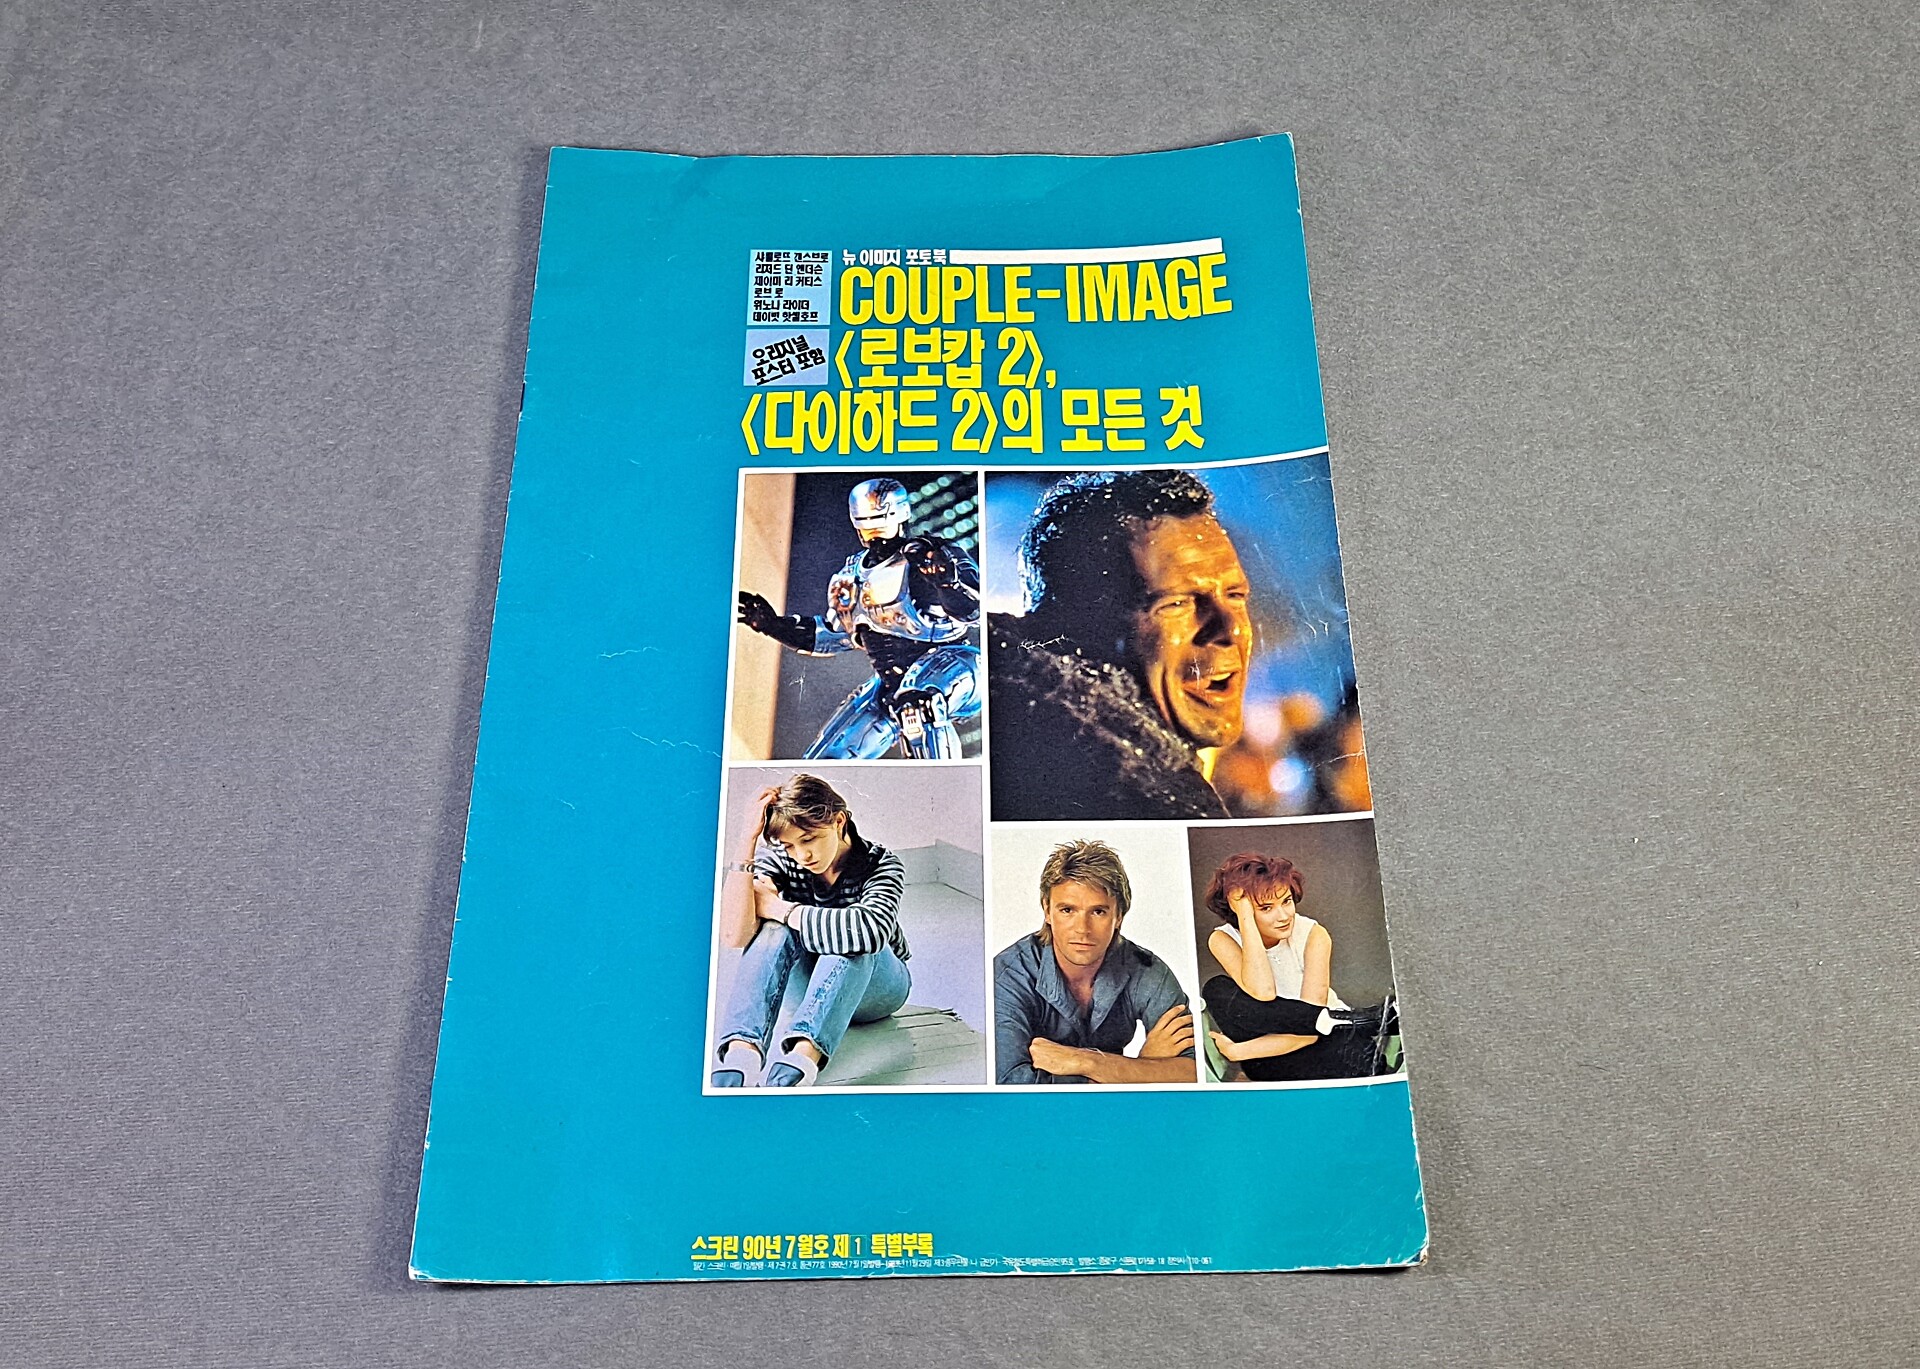 샤를로뜨 갱스브로
리차드 딘 앤더슨
제이미 리 커티스
로브 로
위노나 라이더
데이빗 핫셀호프
오리지널
포스터 포함
뉴 이미지 포토북
COUPLE-IMAGE
〈로보캅 2〉,
〈다이하드 2〉의 모든 것
스크린 90년 7월호 제1 특별부록